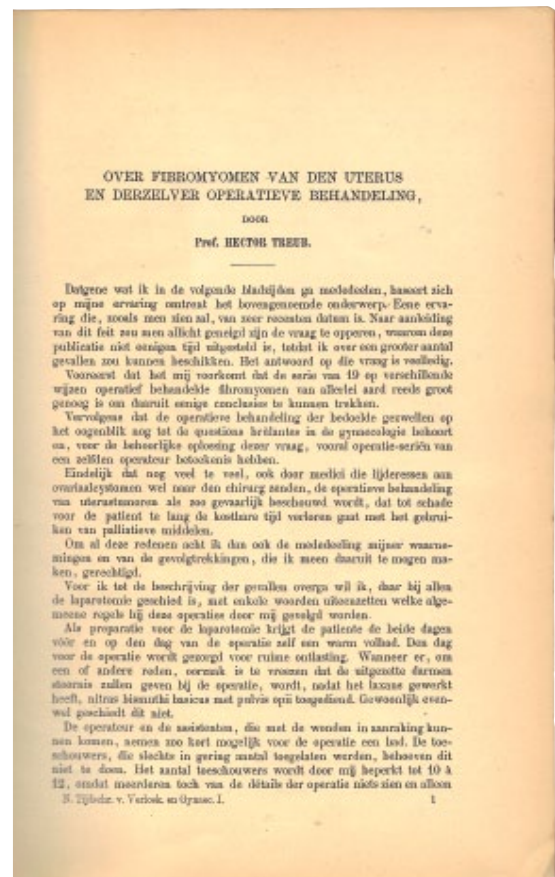 OVER FIBROMYOMEN VAN DEN UTERUS
EN DERZELVER OPERATIEVE BEHANDELING,
DOOR
Prof. HECTOR TREUB.
Datgene wat ik in de volgende bladzijden ga mededeelen, baseert zich
op mijne ervaring omtrent het bovengenoemde onderwerp. Eene erva-
ring die, zooals men zien zal, van zeer recenten datum is. Naar aanleiding
van dit feit zou men allicht geneigd zijn de vraag te opperen, waarom deze
publicatie niet eenigen tijd uitgesteld is, totdat ik over een grooter aantal
gevallen zou kunnen beschikken. Het antwoord op die vraag is veelledig.
Vooreerst dat het mij voorkomt dat de serie van 19 op verschillende
wijzen operatief behandelde fibromyomen van allerlei aard reeds groot
genoeg is om daaruit eenige conclusies te kunnen trekken.
Vervolgens dat de operatieve behandeling der bedoelde gezwellen op
het oogenblik nog tot de questions brûlantes in de gynaecologie behoort
en, voor de behoorlijke oplossing dezer vraag, vooral operatie-seriën van
een zelfden operateur beteekenis hebben.
Eindelijk dat nog veel te veel, ook door medici die lijderessen aan
ovariaalcystomen wel naar den chirurg zenden, de operatieve behandeling
van uterustumoren als zoo gevaarlijk beschouwd wordt, dat tot schade
voor de patient te lang de kostbare tijd verloren gaat met het gebrui-
ken van palliatieve middelen.
Om al deze redenen acht ik dan ook de mededeeling mijner waarne-
mingen en van de gevolgtrekkingen, die ik meen daaruit te mogen ma-
ken, gerechtigd.
Voor ik tot de beschrijving der gevallen overga wil ik, daar bij allen
de laparotomie geschied is, met enkele woorden uiteenzetten welke alge-
meene regels bij deze operaties door mij gevolgd worden.
Als preparatie voor de laparotomie krijgt de patiente de beide dagen
vóór en op den dag van de operatie zelf een warm volbad. Den dag
voor de operatie wordt gezorgd voor ruime ontlasting. Wanneer er, om
een of andere reden, oorzaak is te vreezen dat de uitgezette darmen
stoornis zullen geven bij de operatie, wordt, nadat het laxans gewerkt
heeft, nitras bismuthi basicus met pulvis opii toegediend. Gewoonlijk even-
wel geschiedt dit niet.
De operateur en de assistenten, die met de wonden in aanraking kun-
nen komen, nemen zoo kort mogelijk voor de operatie een bad. De toe-
schouwers, die slechts in gering aantal toegelaten werden, behoeven dit
niet te doen. Het aantal toeschouwers wordt door mij beperkt tot 10 à
12, omdat meerderen toch van de détails der operatie niets zien en alleen
N. Tijdschr. v. Verlosk. en Gynaec. I. 1